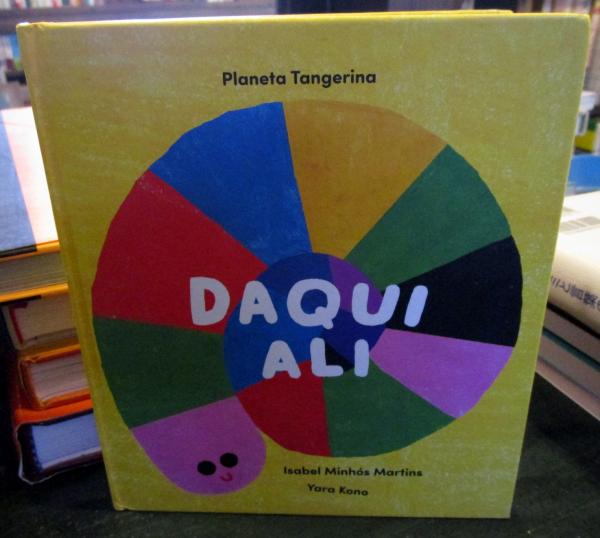 Planeta Tangerina
DAQUI
ALI
Isabel Minhós Martins
Yara Kono